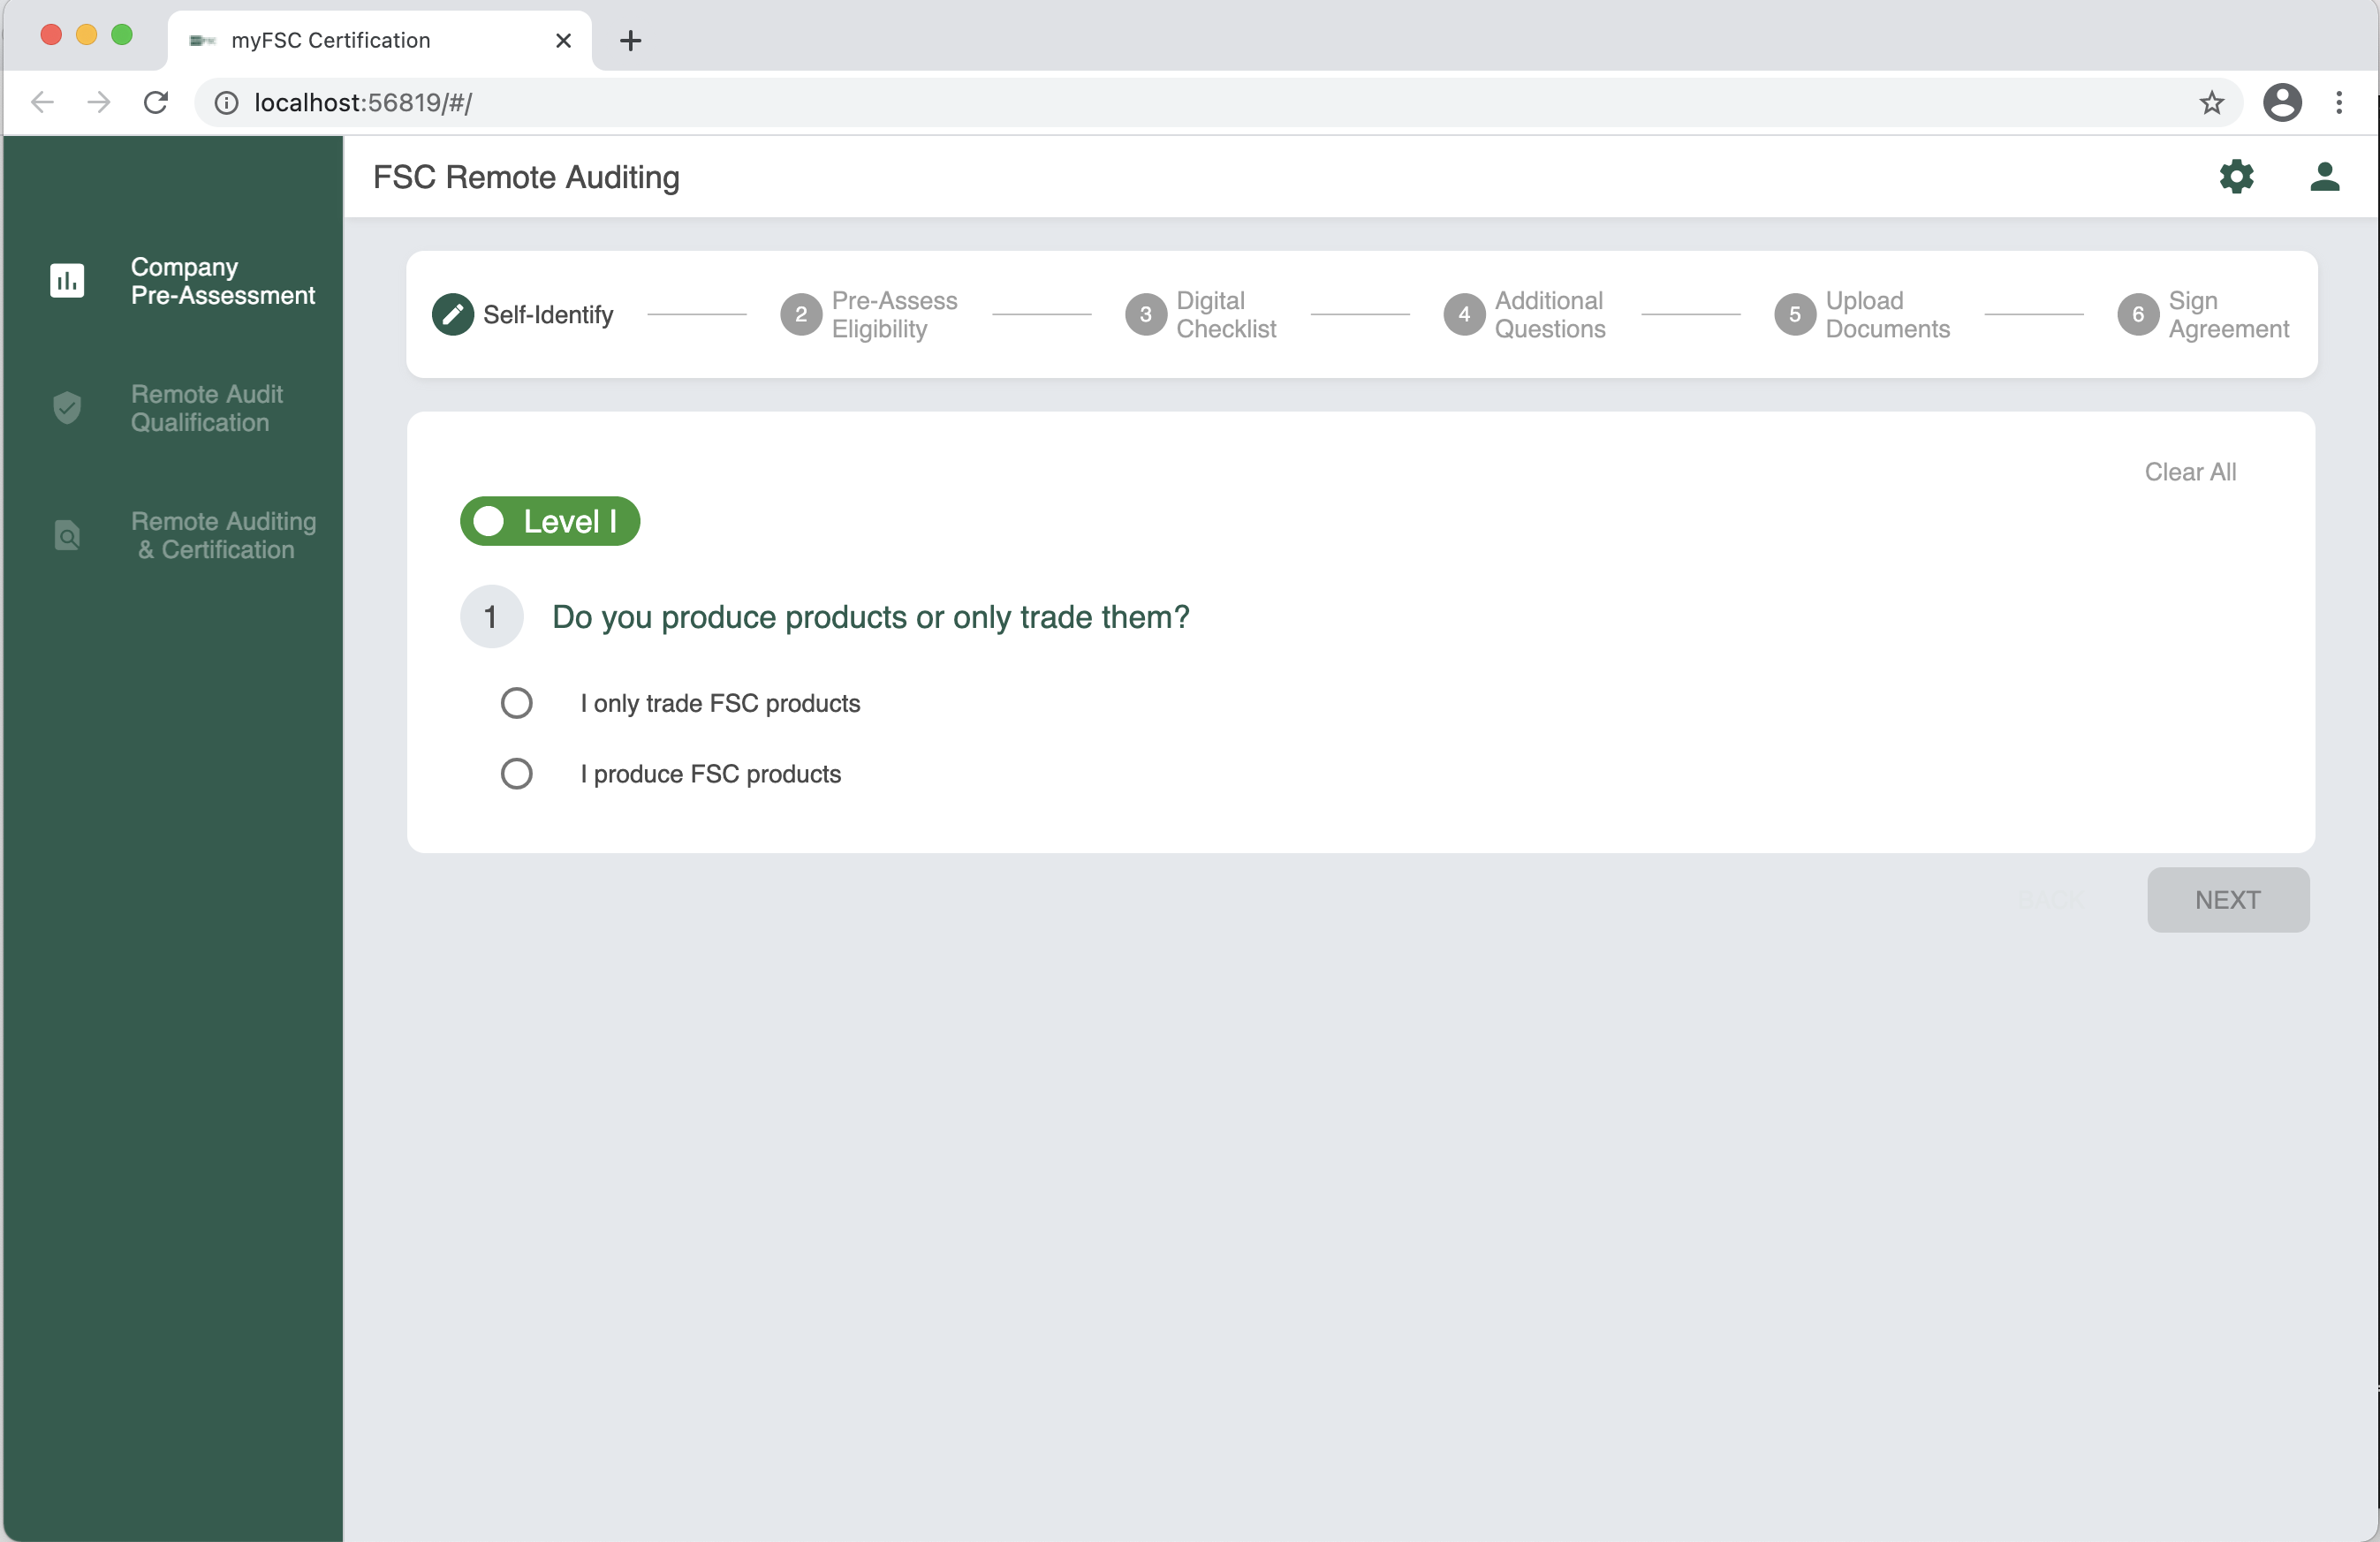 myFSC Certification
localhost:56819/#/
FSC Remote Auditing
Company
Pre-Assessment
Remote Audit
Qualification
Remote Auditing
& Certification
Self-Identify
2
Pre-Assess
Eligibility
3
Digital
Checklist
4
Additional
Questions
5
Upload
Documents
6
Sign
Agreement
Clear All
Level I
1
Do you produce products or only trade them?
I only trade FSC products
I produce FSC products
BACK
NEXT